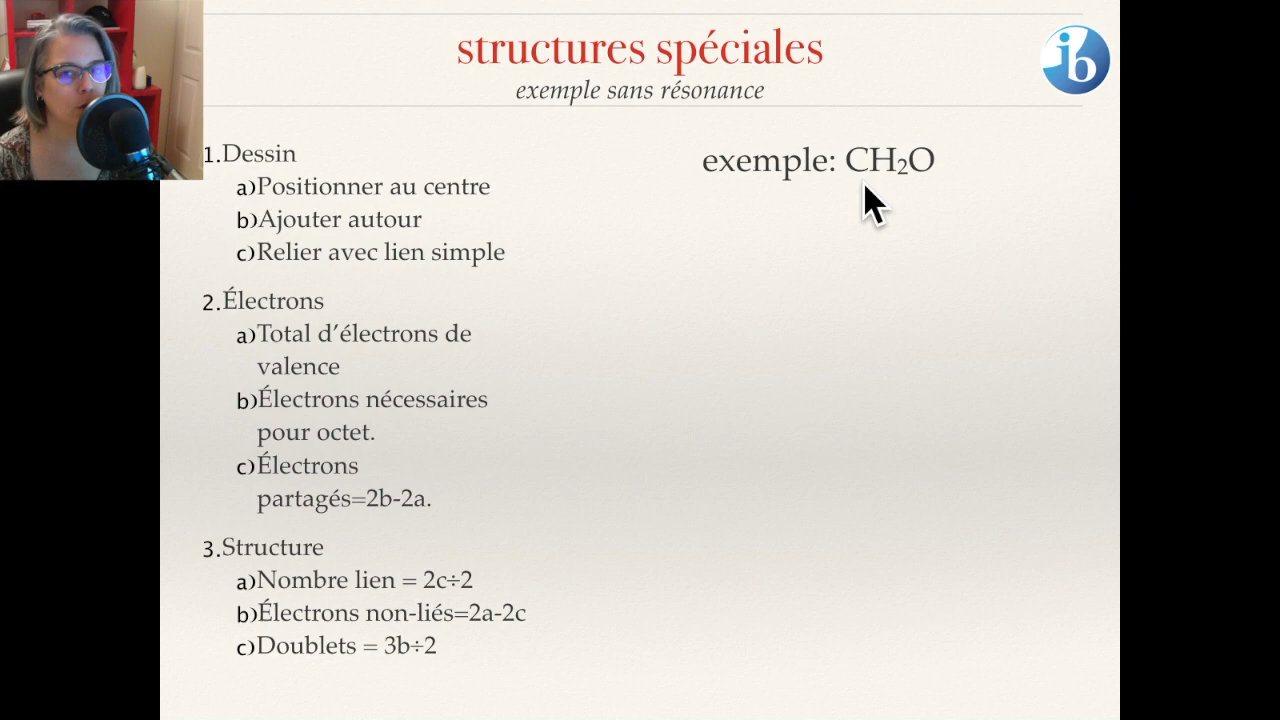 structures spéciales
exemple sans résonance
ib
1.Dessin
a)Positionner au centre
b)Ajouter autour
c)Relier avec lien simple
2.Électrons
a)Total d’électrons de
valence
b)Électrons nécessaires
pour octet.
c)Électrons
partagés=2b-2a.
3.Structure
a)Nombre lien = 2c÷2
b)Électrons non-liés=2a-2c
c)Doublets = 3b÷2
exemple: CH₂O